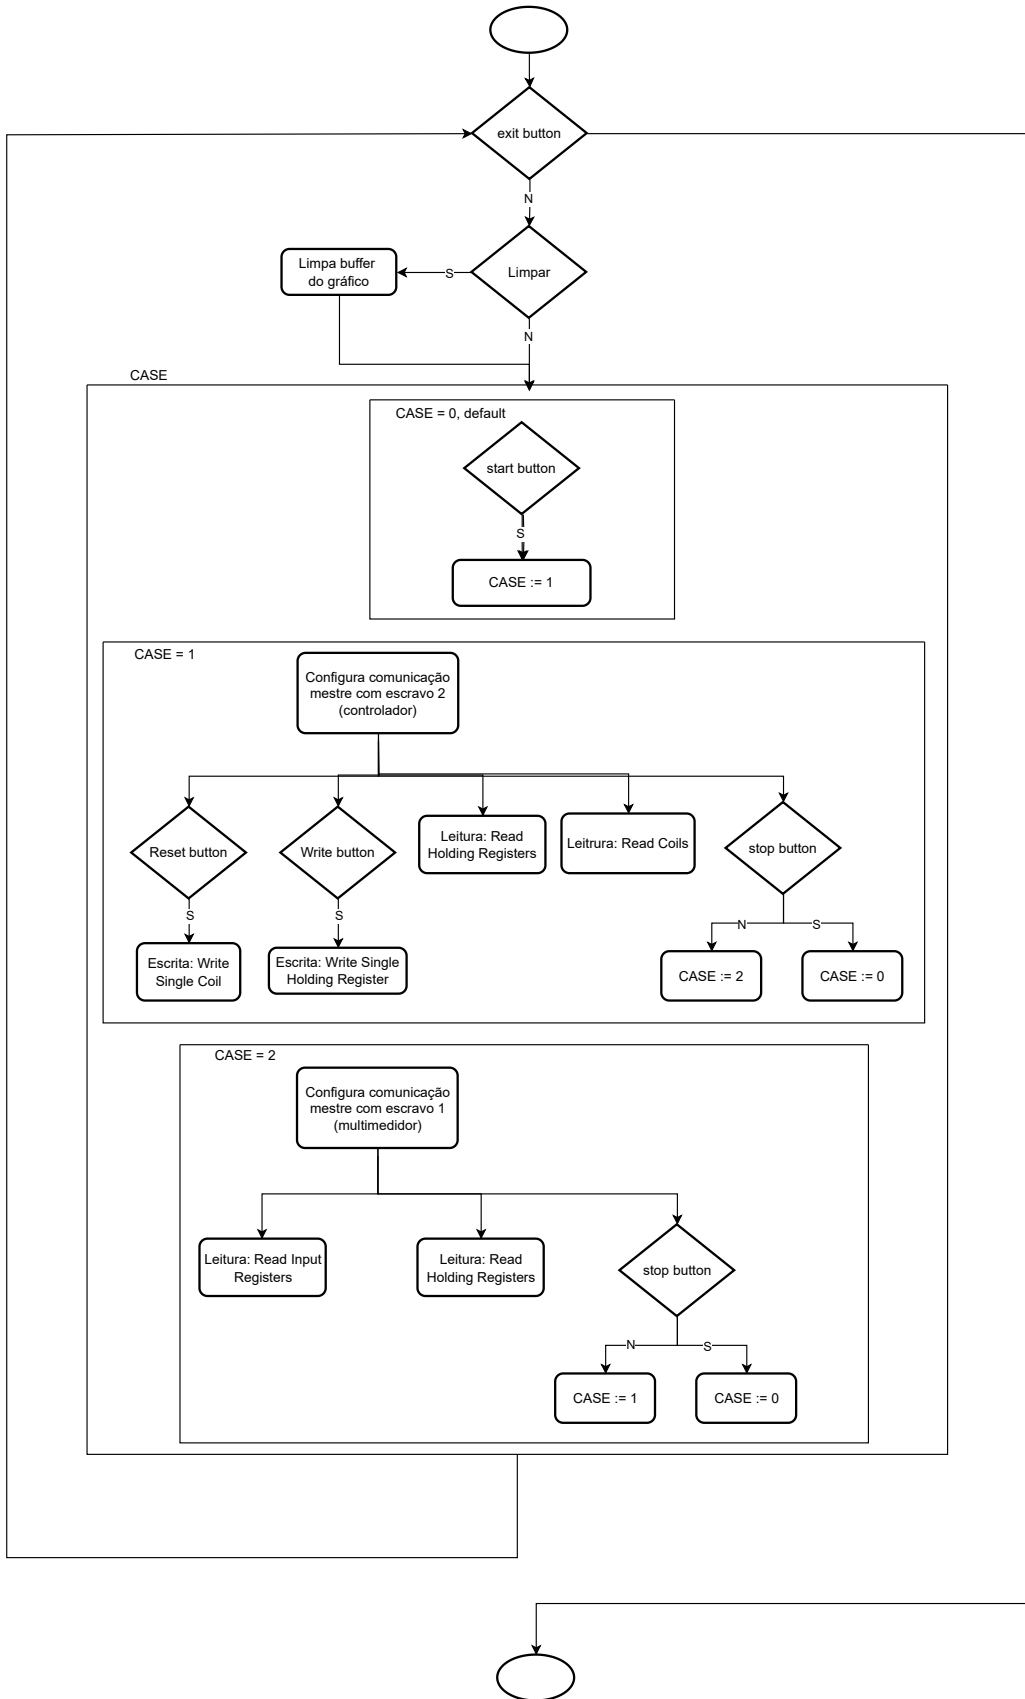 exit button
N
Limpar
S
Limpa buffer
do gráfico
N
CASE
CASE = 0, default
start button
S
CASE := 1
CASE = 1
Configura comunicação
mestre com escravo 2
(controlador)
Reset button
Write button
Leitura: Read
Holding Registers
Leitrura: Read Coils
stop button
S
S
N
S
Escrita: Write
Single Coil
Escrita: Write Single
Holding Register
CASE := 2
CASE := 0
CASE = 2
Configura comunicação
mestre com escravo 1
(multimedidor)
Leitura: Read Input
Registers
Leitura: Read
Holding Registers
stop button
N
S
CASE := 1
CASE := 0